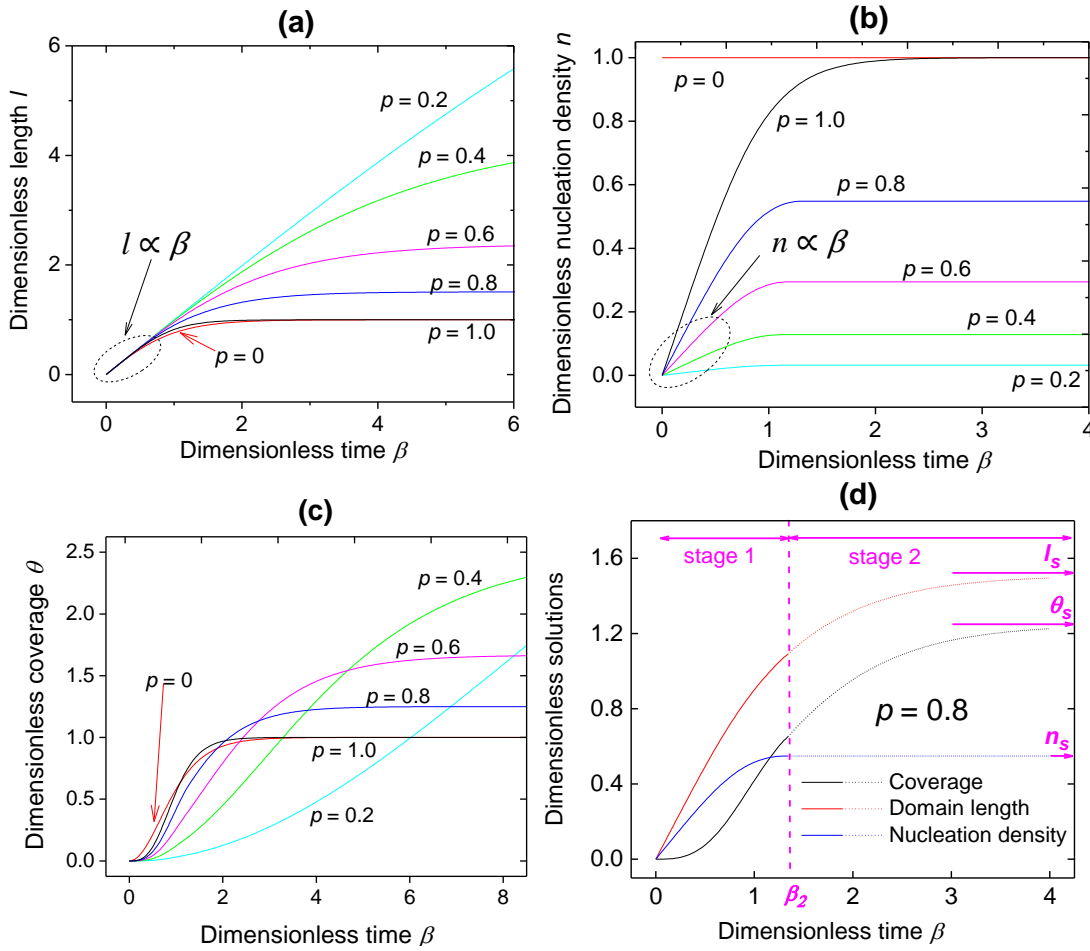 (a)
Dimensionless length l
6
4
2
0
p = 0.2
p = 0.4
p = 0.6
p = 0.8
p = 1.0
p = 0
l ∝ β
0 2 4 6
Dimensionless time β
(b)
Dimensionless nucleation density n
1.0
0.8
0.6
0.4
0.2
0.0
p = 0
p = 1.0
p = 0.8
n ∝ β
p = 0.6
p = 0.4
p = 0.2
0 1 2 3 4
Dimensionless time β
(c)
Dimensionless coverage θ
2.5
2.0
1.5
1.0
0.5
0.0
p = 0.4
p = 0
p = 0.6
p = 0.8
p = 1.0
p = 0.2
0 2 4 6 8
Dimensionless time β
(d)
Dimensionless solutions
1.6
1.2
0.8
0.4
0.0
stage 1 stage 2
l_s
θ_s
p = 0.8
n_s
Coverage
Domain length
Nucleation density
0 1 β₂ 2 3 4
Dimensionless time β